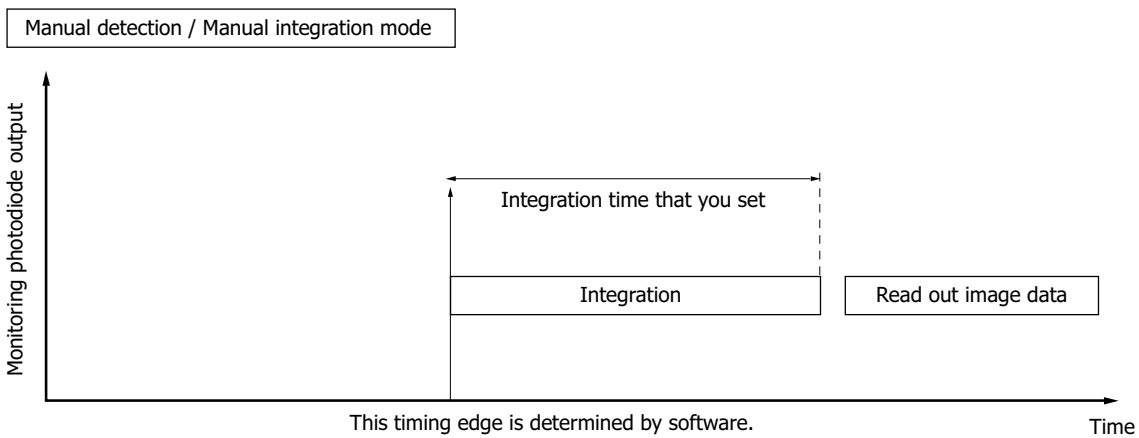 Manual detection / Manual integration mode
Monitoring photodiode output
Integration time that you set
Integration
Read out image data
This timing edge is determined by software.
Time